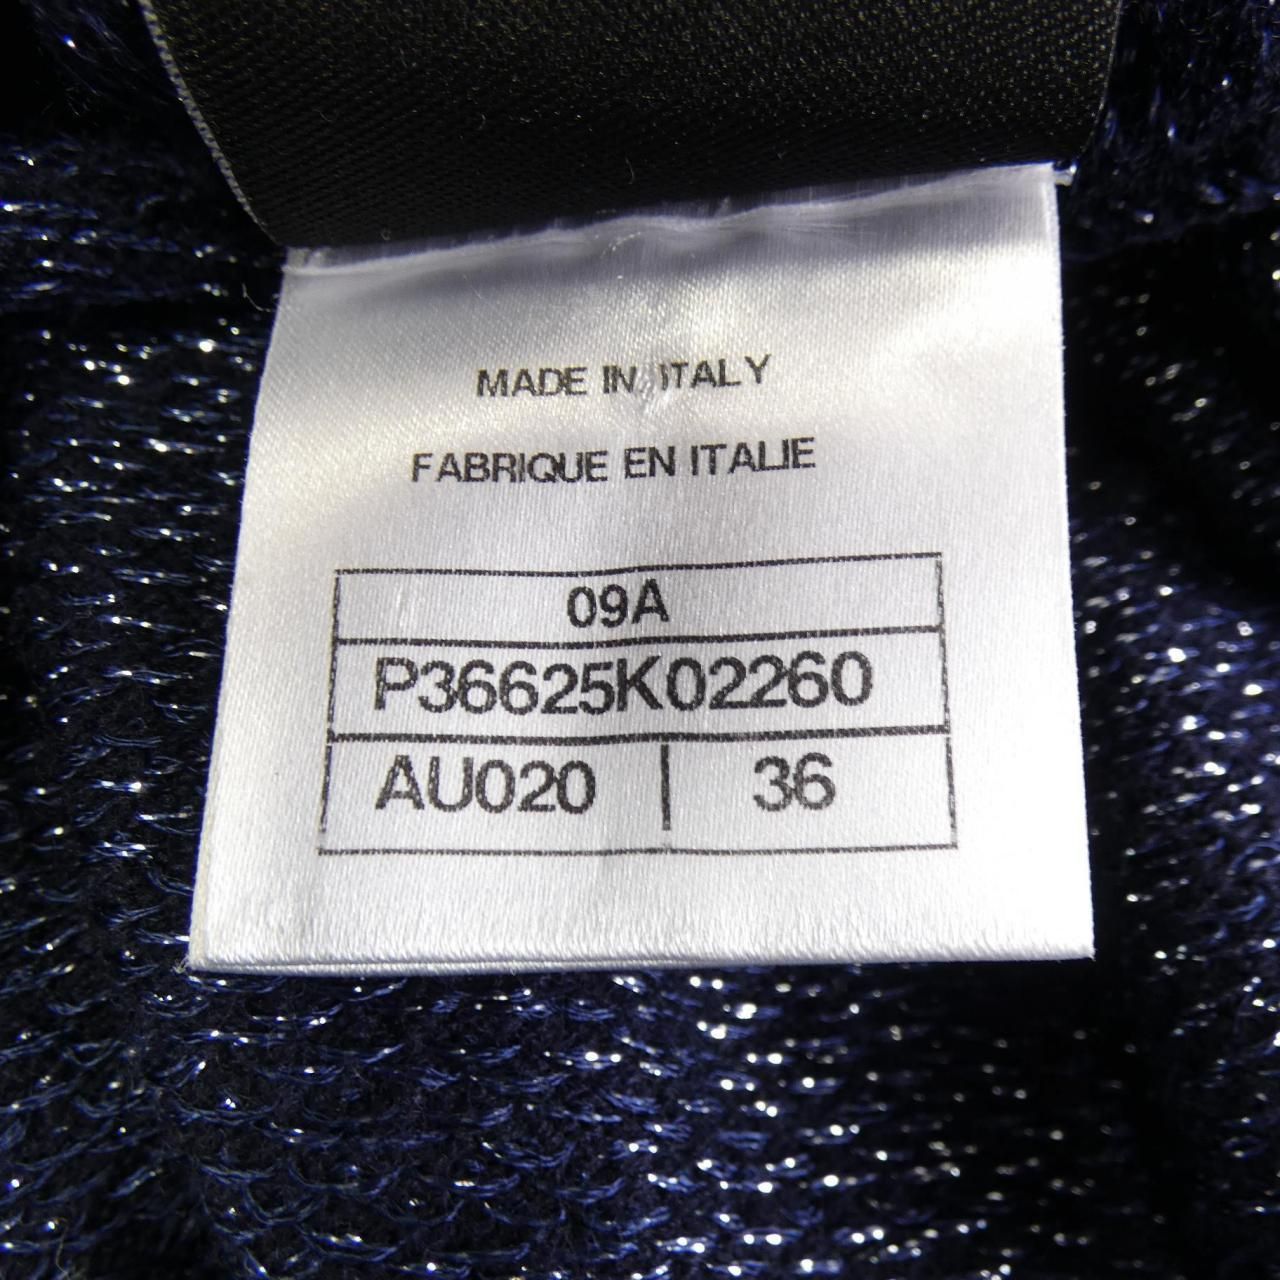 MADE IN ITALY
FABRIQUE EN ITALIE
09A
P36625K02260
AU020 36